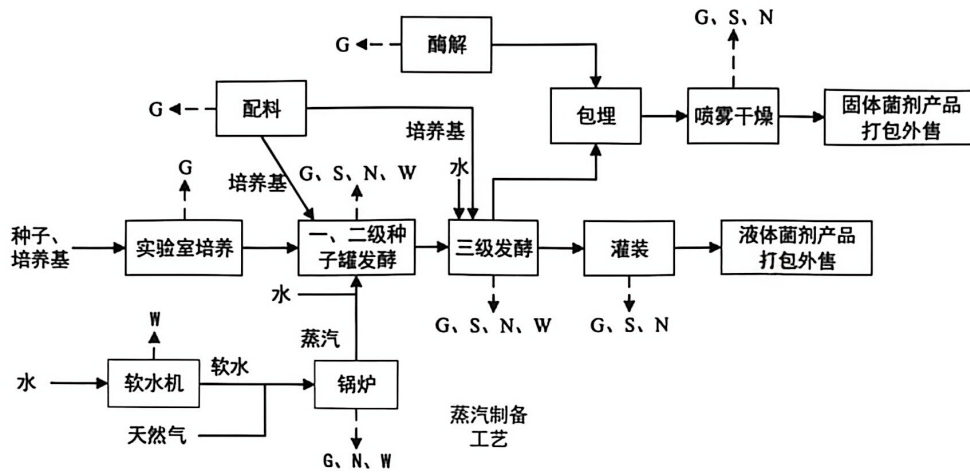 G、S、N
G
酶解
G
配料
包埋
喷雾干燥
固体菌剂产品
打包外售
培养基
水
G
培养基
G、S、N、W
种子、
培养基
实验室培养
一、二级种
子罐发酵
三级发酵
灌装
液体菌剂产品
打包外售
水
G、S、N、W
G、S、N
W
蒸汽
水
软水机
软水
锅炉
天然气
蒸汽制备
工艺
G、N、W